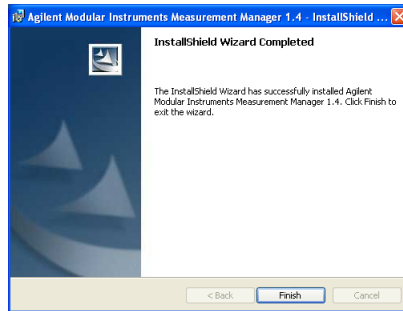 Agilent Modular Instruments Measurement Manager 1.4 - InstallShield ...
InstallShield Wizard Completed
The InstallShield Wizard has successfully installed Agilent
Modular Instruments Measurement Manager 1.4. Click Finish to
exit the wizard.
< Back
Finish
Cancel